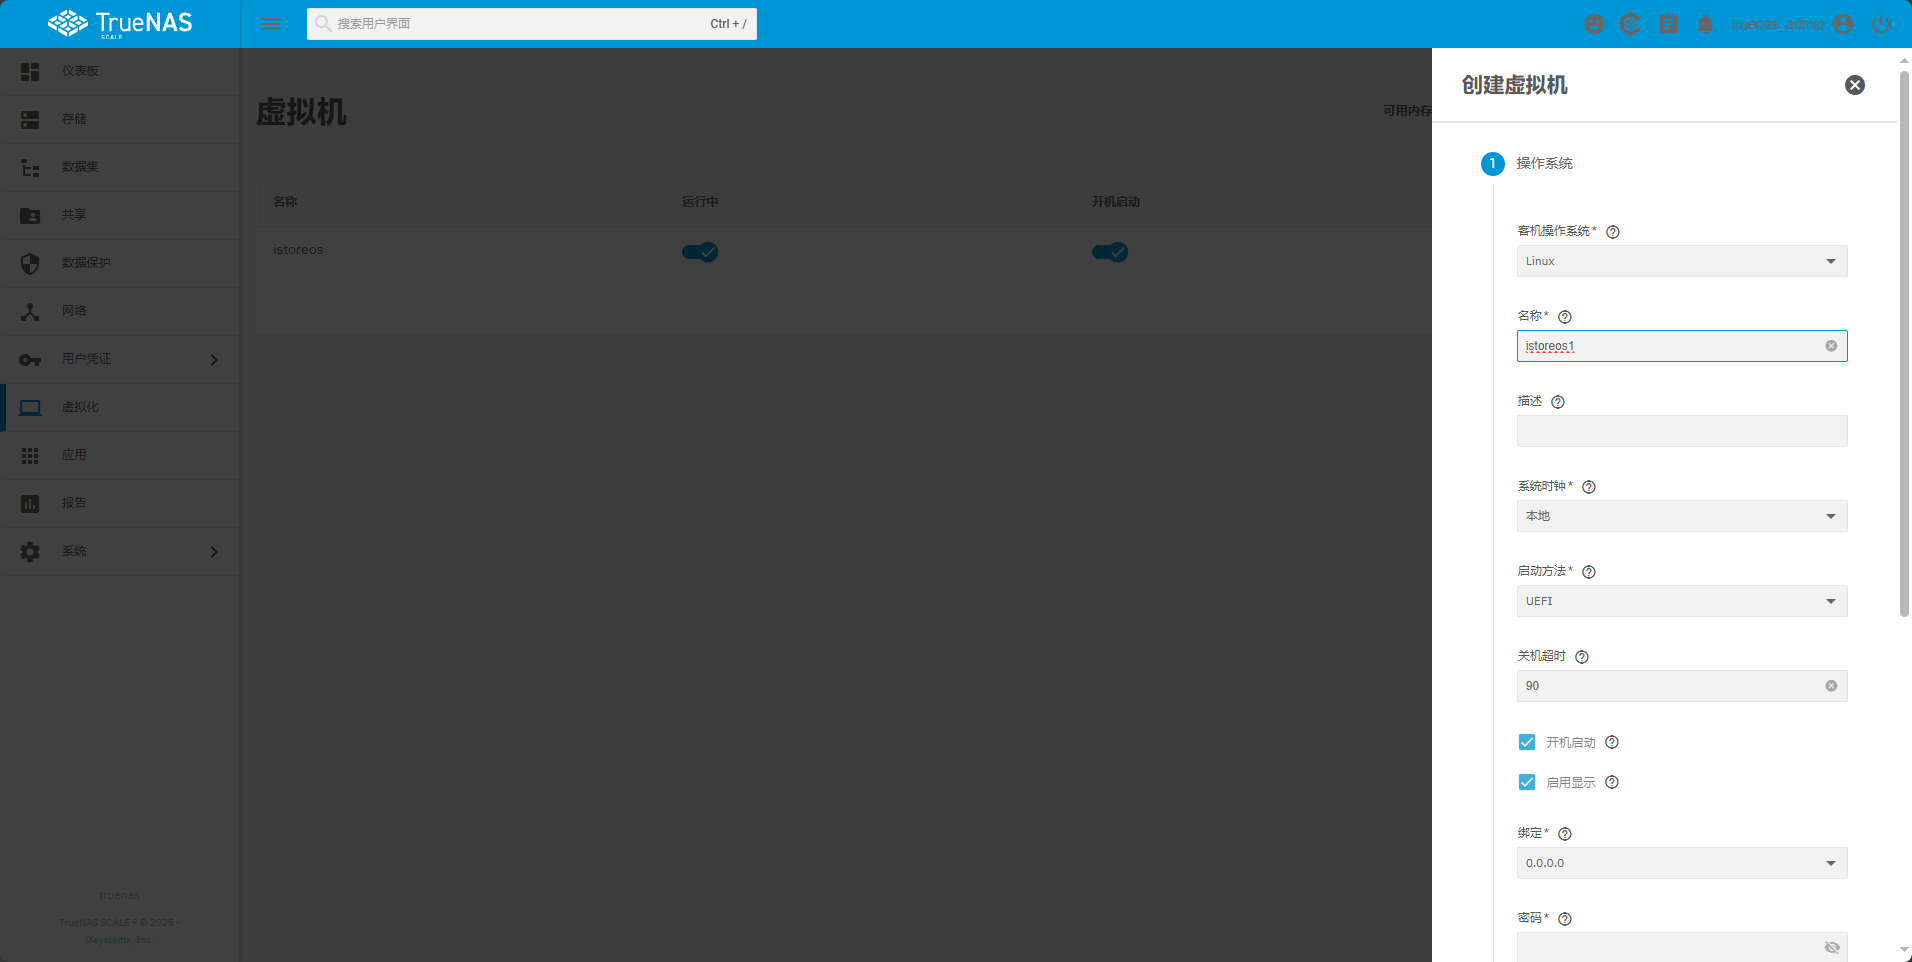 TrueNAS
SCALE
搜索用户界面
Ctrl + /
truenas_admin
仪表板
存储
数据集
共享
数据保护
网络
用户凭证
虚拟化
应用
报告
系统
truenas
TrueNAS SCALE ® © 2025 -
iXsystems, Inc.
虚拟机
可用内存
名称
运行中
开机启动
istoreos
创建虚拟机
1
操作系统
客机操作系统*
Linux
名称*
istoreos1
描述
系统时钟*
本地
启动方法*
UEFI
关机超时
90
开机启动
启用显示
绑定*
0.0.0.0
密码*